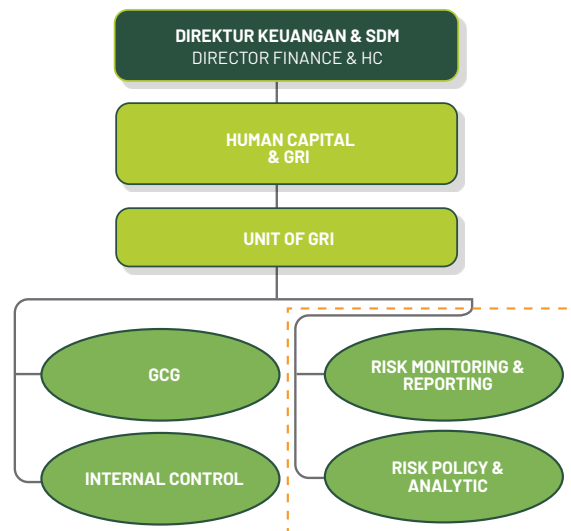 DIREKTUR KEUANGAN & SDM
DIRECTOR FINANCE & HC
HUMAN CAPITAL
& GRI
UNIT OF GRI
GCG
INTERNAL CONTROL
RISK MONITORING &
REPORTING
RISK POLICY &
ANALYTIC